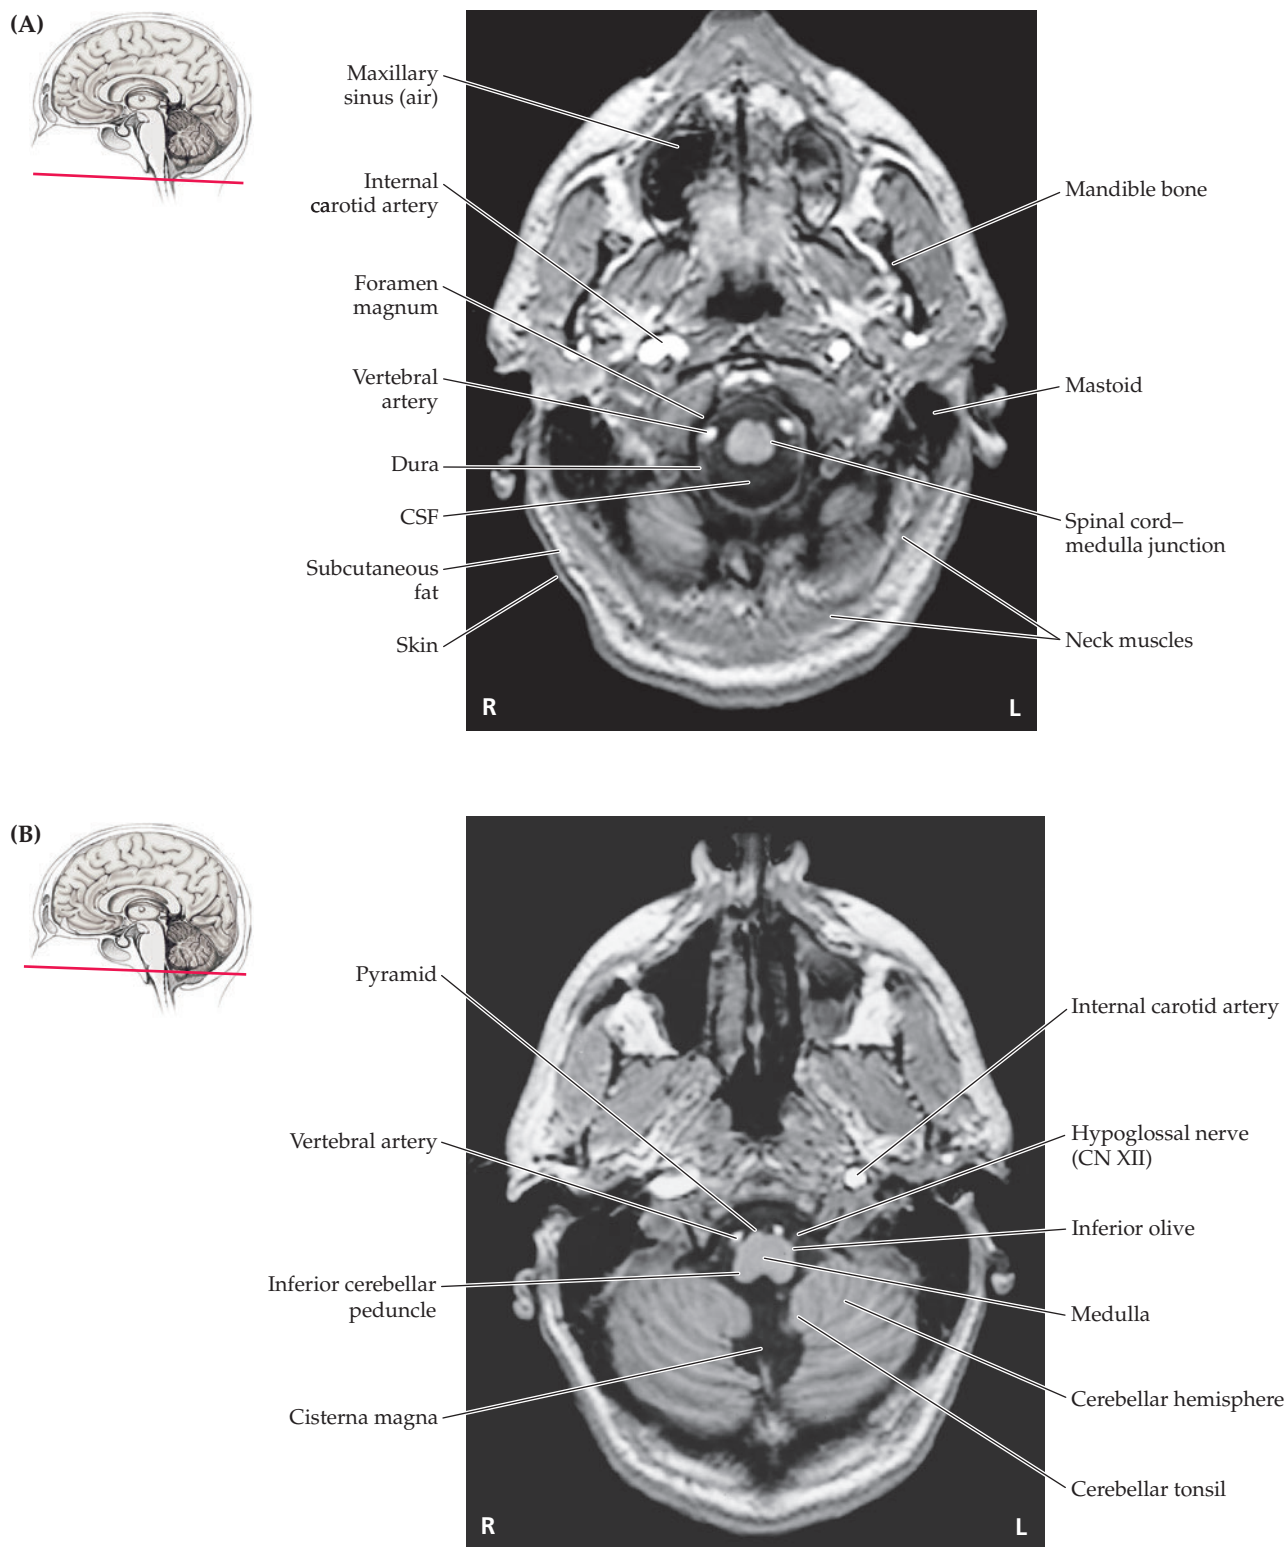 (A)
Maxillary
sinus (air)
Internal
carotid artery
Foramen
magnum
Vertebral
artery
Dura
CSF
Subcutaneous
fat
Skin
Mandible bone
Mastoid
Spinal cord–
medulla junction
Neck muscles
R
L
(B)
Pyramid
Vertebral artery
Inferior cerebellar
peduncle
Cisterna magna
Internal carotid artery
Hypoglossal nerve
(CN XII)
Inferior olive
Medulla
Cerebellar hemisphere
Cerebellar tonsil
R
L